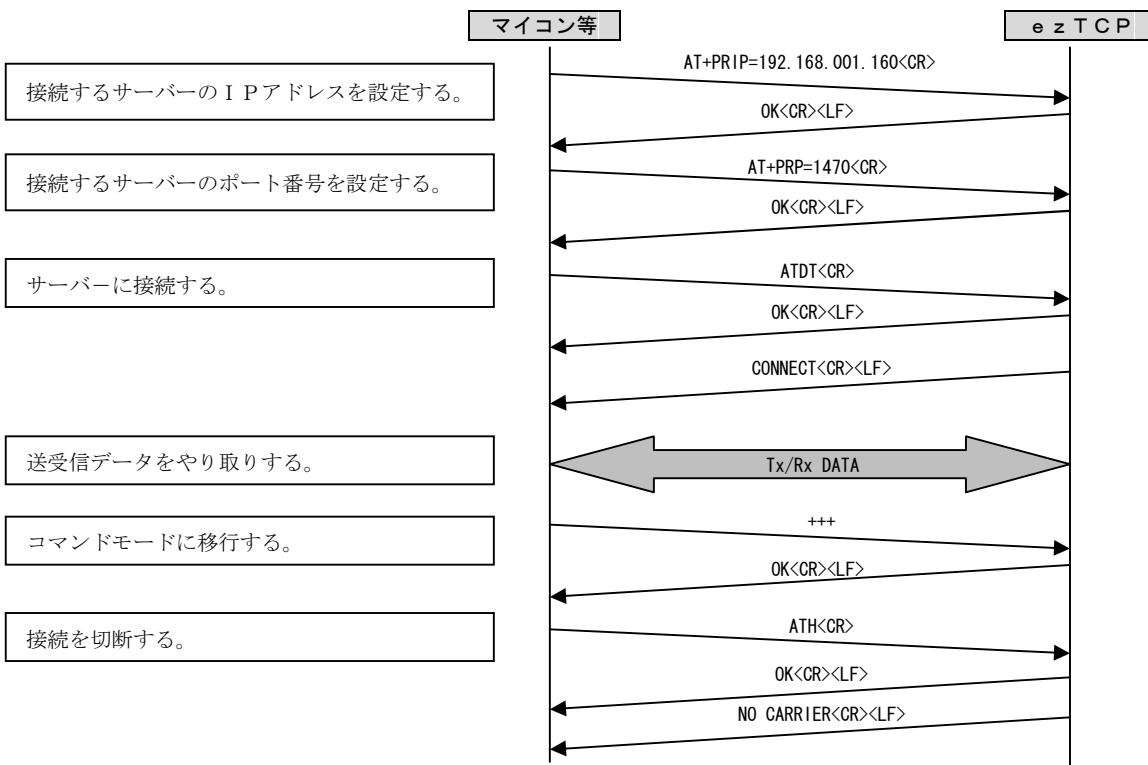 マイコン等
ｅｚＴＣＰ
接続するサーバーのＩＰアドレスを設定する。
AT+PRIP=192.168.001.160<CR>
OK<CR><LF>
接続するサーバーのポート番号を設定する。
AT+PRP=1470<CR>
OK<CR><LF>
サーバ－に接続する。
ATDT<CR>
OK<CR><LF>
CONNECT<CR><LF>
送受信データをやり取りする。
Tx/Rx DATA
コマンドモードに移行する。
+++
OK<CR><LF>
接続を切断する。
ATH<CR>
OK<CR><LF>
NO CARRIER<CR><LF>